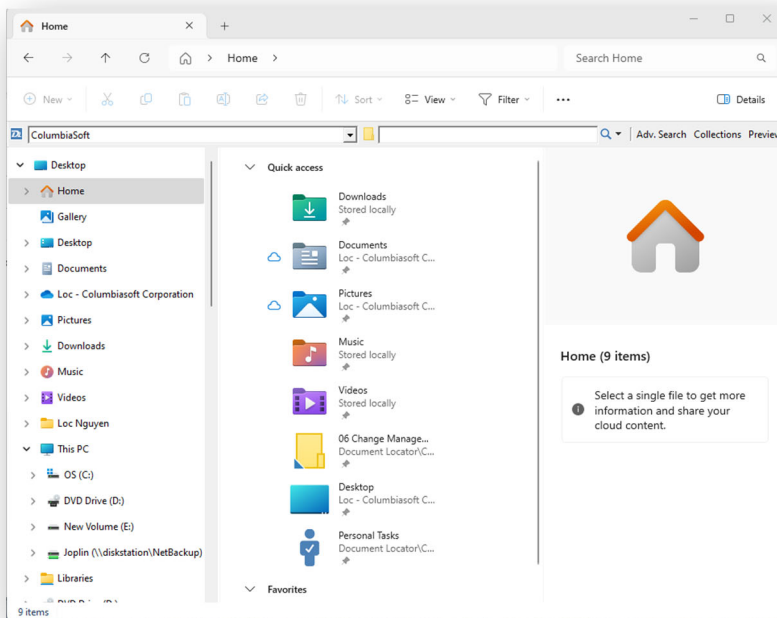 Home
Home
Search Home
New
Sort
View
Filter
Details
ColumbiaSoft
Adv. Search Collections Preview
Desktop
Home
Gallery
Desktop
Documents
Loc - Columbiasoft Corporation
Pictures
Downloads
Music
Videos
Loc Nguyen
This PC
OS (C:)
DVD Drive (D:)
New Volume (E:)
Joplin (\\diskstation\NetBackup)
Libraries
9 items
Quick access
Downloads
Stored locally
Documents
Loc - Columbiasoft C...
Pictures
Loc - Columbiasoft C...
Music
Stored locally
Videos
Stored locally
06 Change Manage...
Document Locator\C...
Desktop
Loc - Columbiasoft C...
Personal Tasks
Document Locator\C...
Favorites
Home (9 items)
Select a single file to get more
information and share your
cloud content.